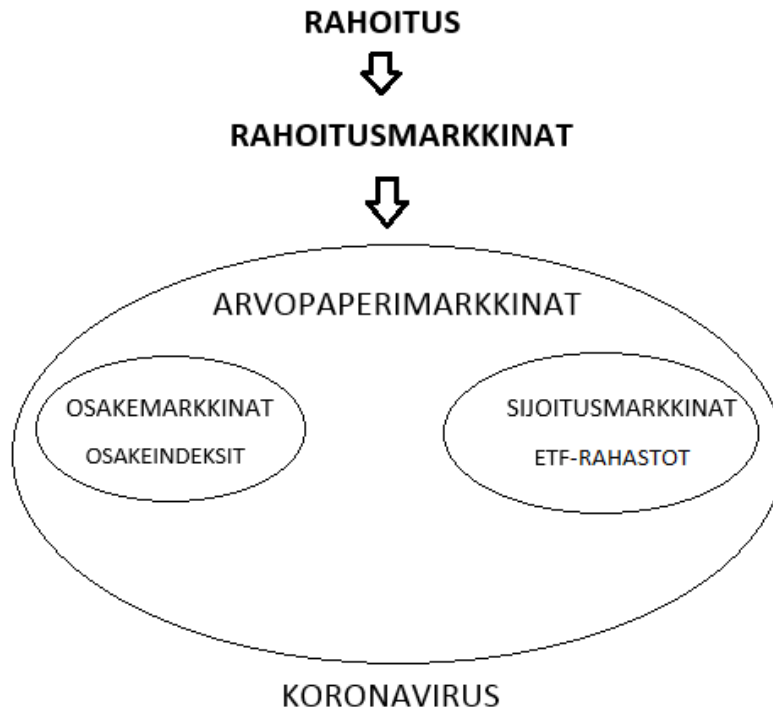 RAHOITUS
RAHOITUSMARKKINAT
ARVOPAPERIMARKKINAT
OSAKEMARKKINAT
OSAKEINDEKSIT
SIJOITUSMARKKINAT
ETF-RAHASTOT
KORONAVIRUS